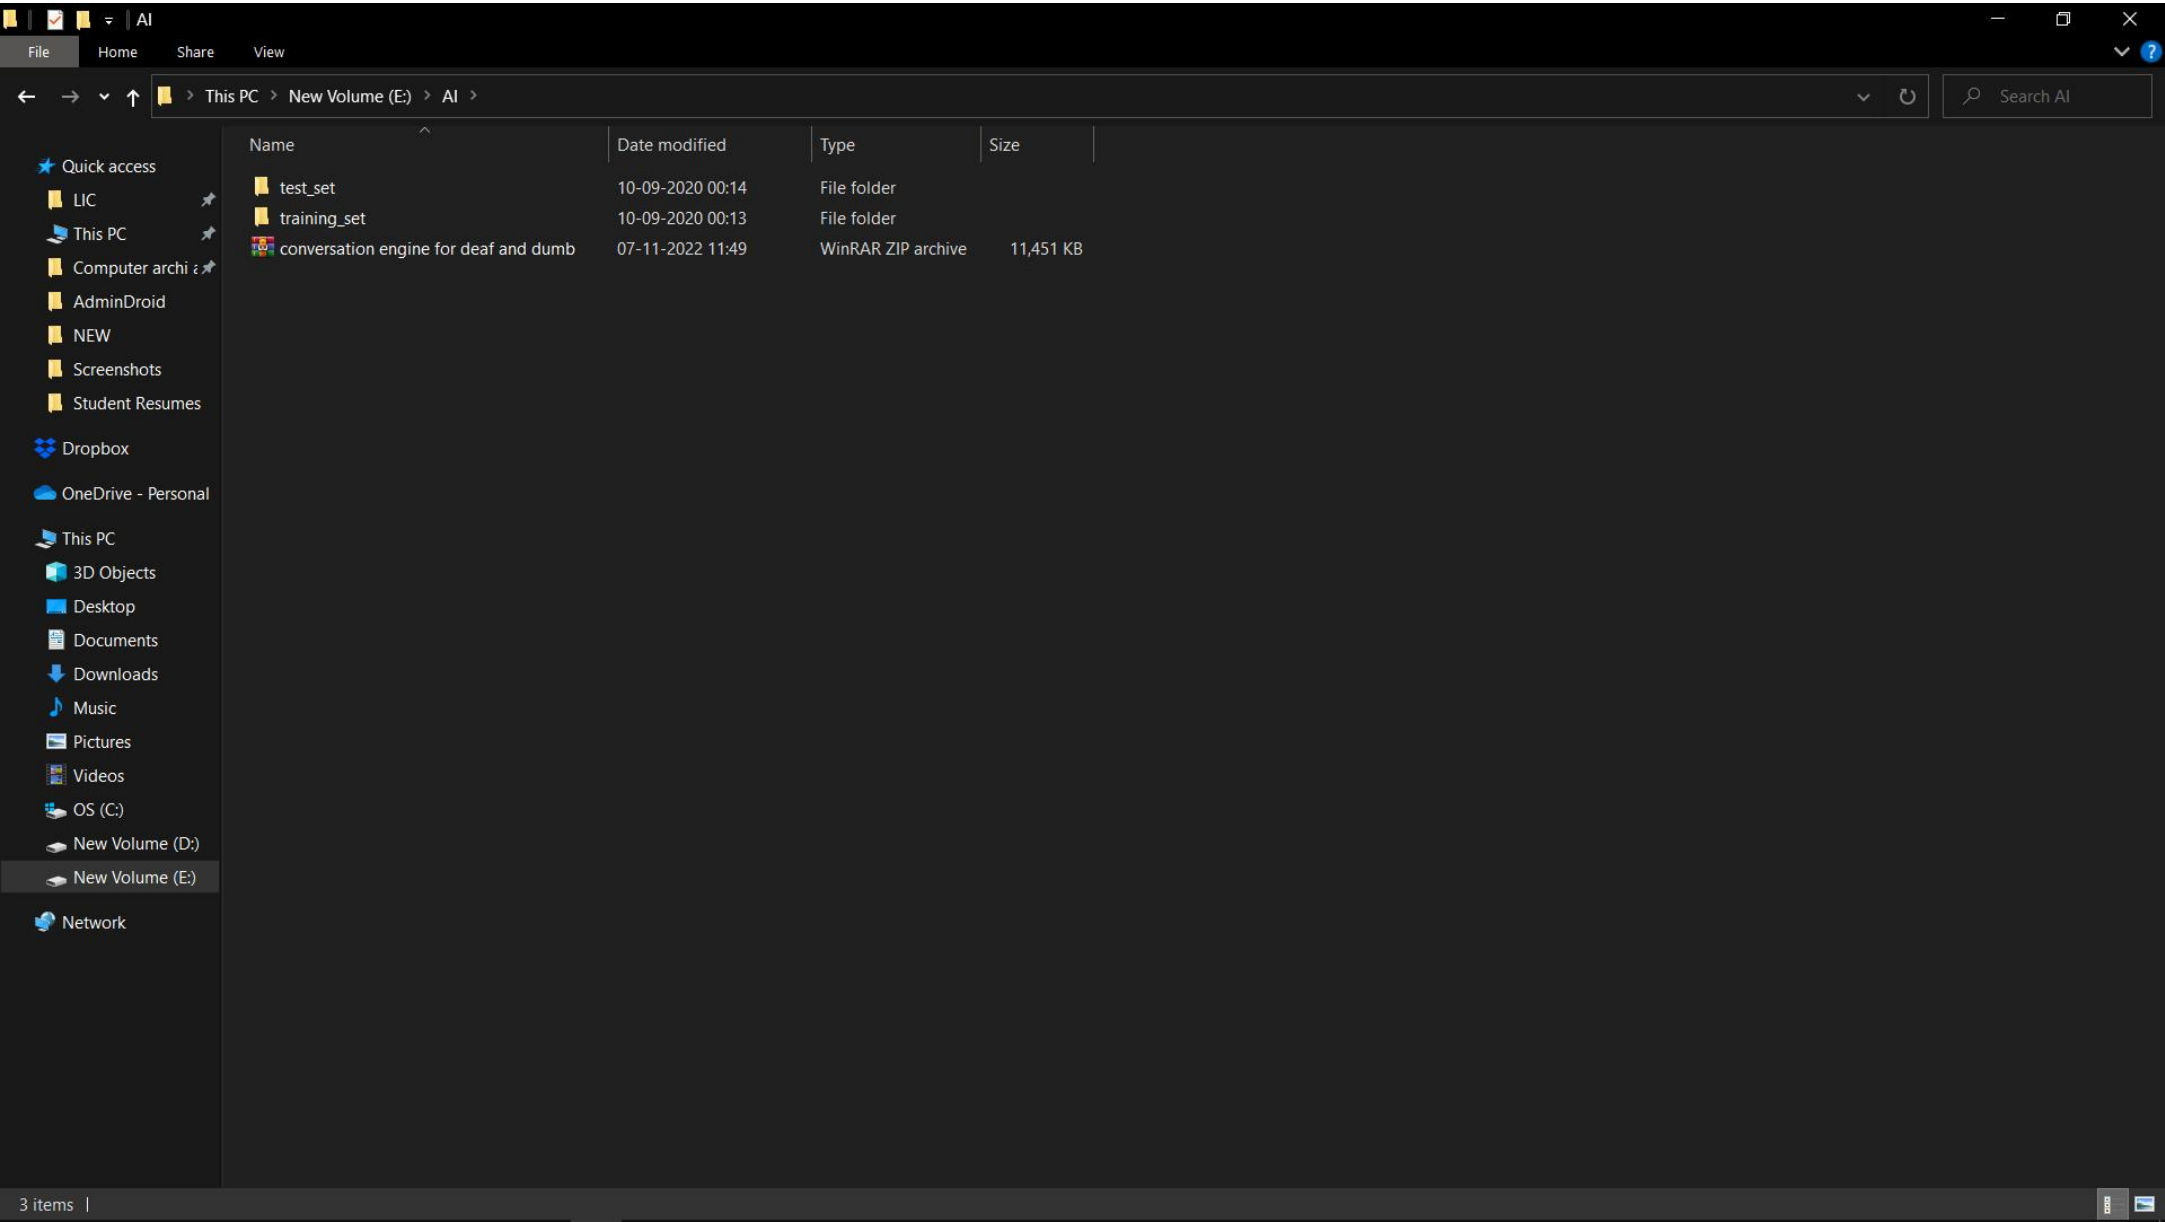 AI
File Home Share View
This PC > New Volume (E:) > AI >
Search AI
Name Date modified Type Size
test_set 10-09-2020 00:14 File folder
training_set 10-09-2020 00:13 File folder
conversation engine for deaf and dumb 07-11-2022 11:49 WinRAR ZIP archive 11,451 KB
Quick access
LIC
This PC
Computer archi
AdminDroid
NEW
Screenshots
Student Resumes
Dropbox
OneDrive - Personal
This PC
3D Objects
Desktop
Documents
Downloads
Music
Pictures
Videos
OS (C:)
New Volume (D:)
New Volume (E:)
Network
3 items